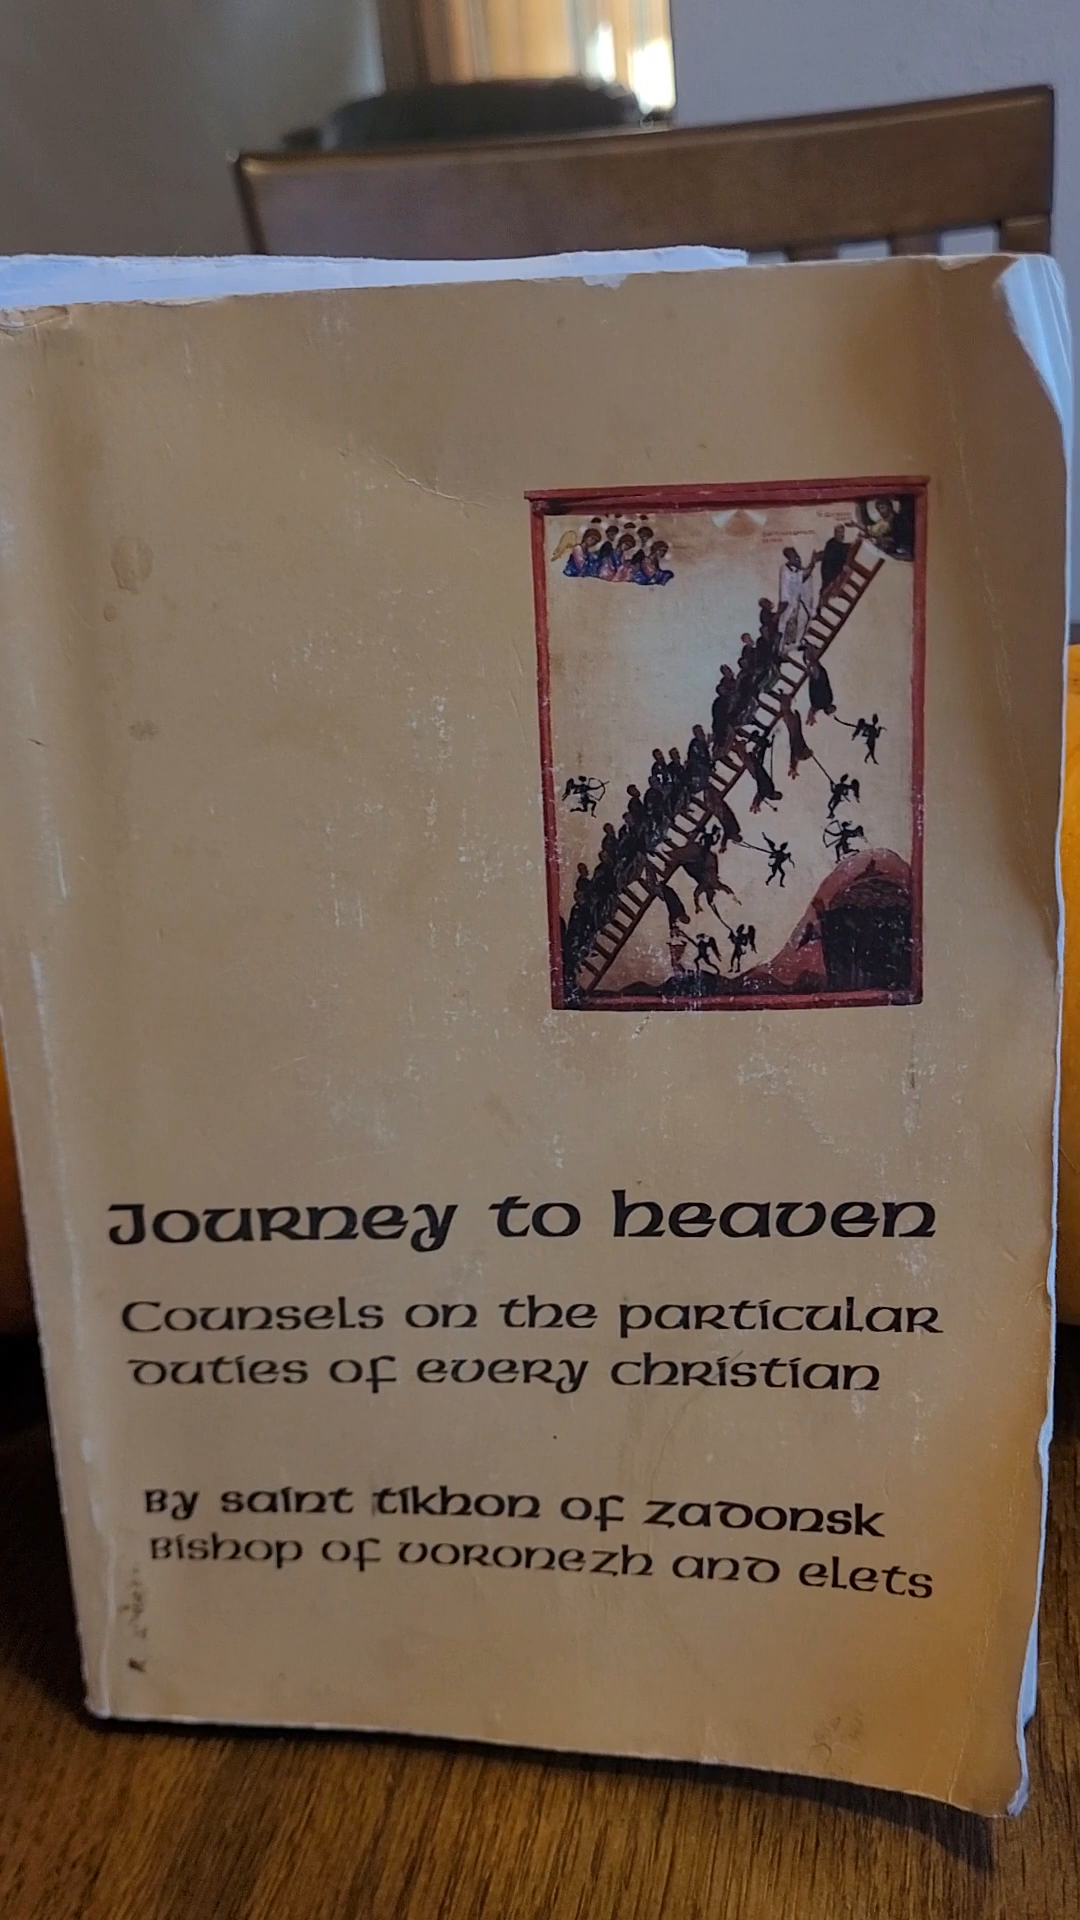 Journey to heaven
Counsels on the particular
duties of every christian
By saint tikhon of zadonsk
Bishop of voronezh and elets